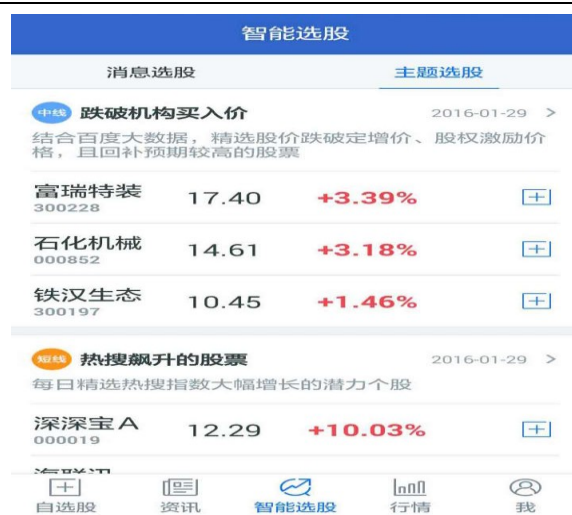 智能选股
消息选股 主题选股
中线 跌破机构买入价 2016-01-29 >
结合百度大数据，精选股价跌破定增价、股权激励价
格，且回补预期较高的股票
富瑞特装 17.40 +3.39%
300228
石化机械 14.61 +3.18%
000852
铁汉生态 10.45 +1.46%
300197
短线 热搜飙升的股票 2016-01-29 >
每日精选热搜指数大幅增长的潜力个股
深深宝A 12.29 +10.03%
000019
自选股 资讯 智能选股 行情 我